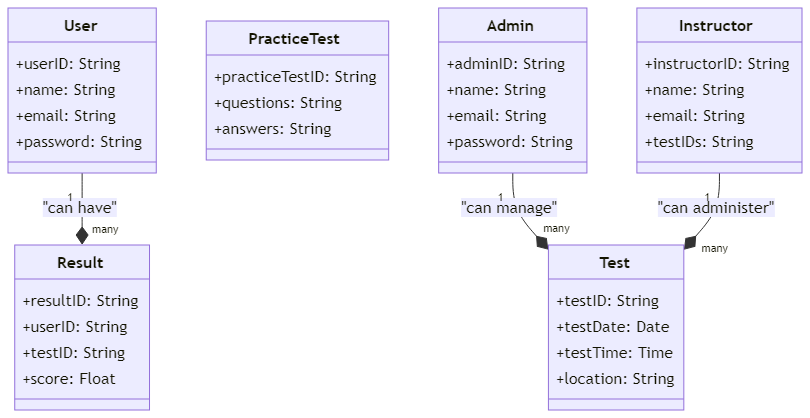 User
+userID: String
+name: String
+email: String
+password: String
PracticeTest
+practiceTestID: String
+questions: String
+answers: String
Admin
+adminID: String
+name: String
+email: String
+password: String
Instructor
+instructorID: String
+name: String
+email: String
+testIDs: String
1
"can have"
many
1
"can manage"
many
1
"can administer"
many
Result
+resultID: String
+userID: String
+testID: String
+score: Float
Test
+testID: String
+testDate: Date
+testTime: Time
+location: String